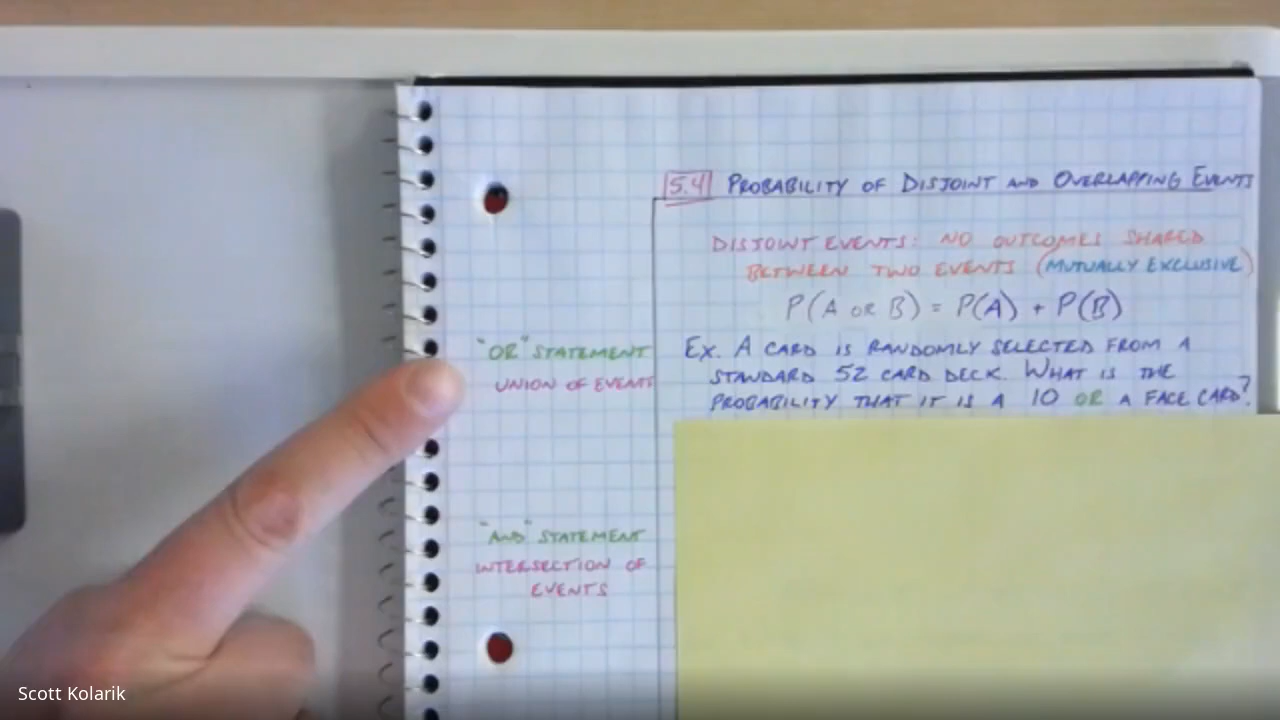 5.4 PROBABILITY OF DISJOINT AND OVERLAPPING EVENTS
DISJOINT EVENTS: NO OUTCOMES SHARED
BETWEEN TWO EVENTS (MUTUALLY EXCLUSIVE)
P(A OR B) = P(A) + P(B)
"OR" STATEMENT
UNION OF EVENTS
EX. A CARD IS RANDOMLY SELECTED FROM A
STANDARD 52 CARD DECK. WHAT IS THE
PROBABILITY THAT IT IS A 10 OR A FACE CARD?
"AND" STATEMENT
INTERSECTION OF
EVENTS
Scott Kolarik